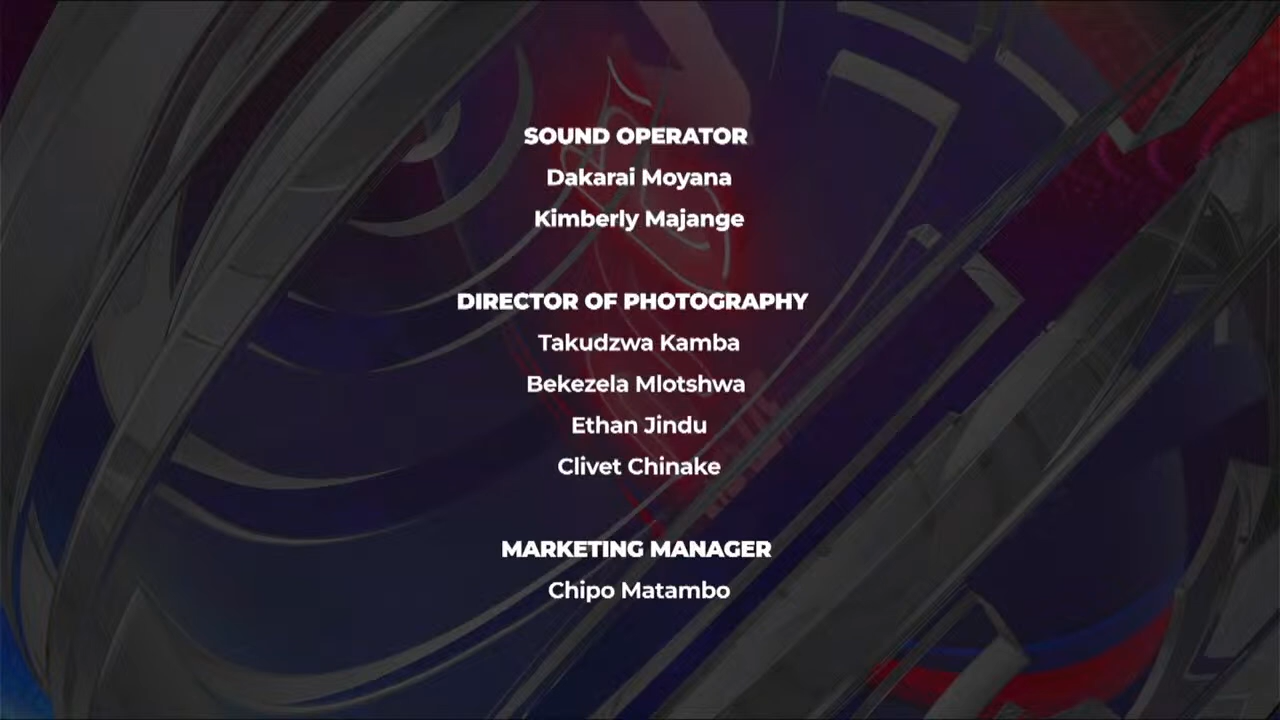 SOUND OPERATOR
Dakarai Moyana
Kimberly Majange
DIRECTOR OF PHOTOGRAPHY
Takudzwa Kamba
Bekezela Mlotshwa
Ethan Jindu
Clivet Chinake
MARKETING MANAGER
Chipo Matambo